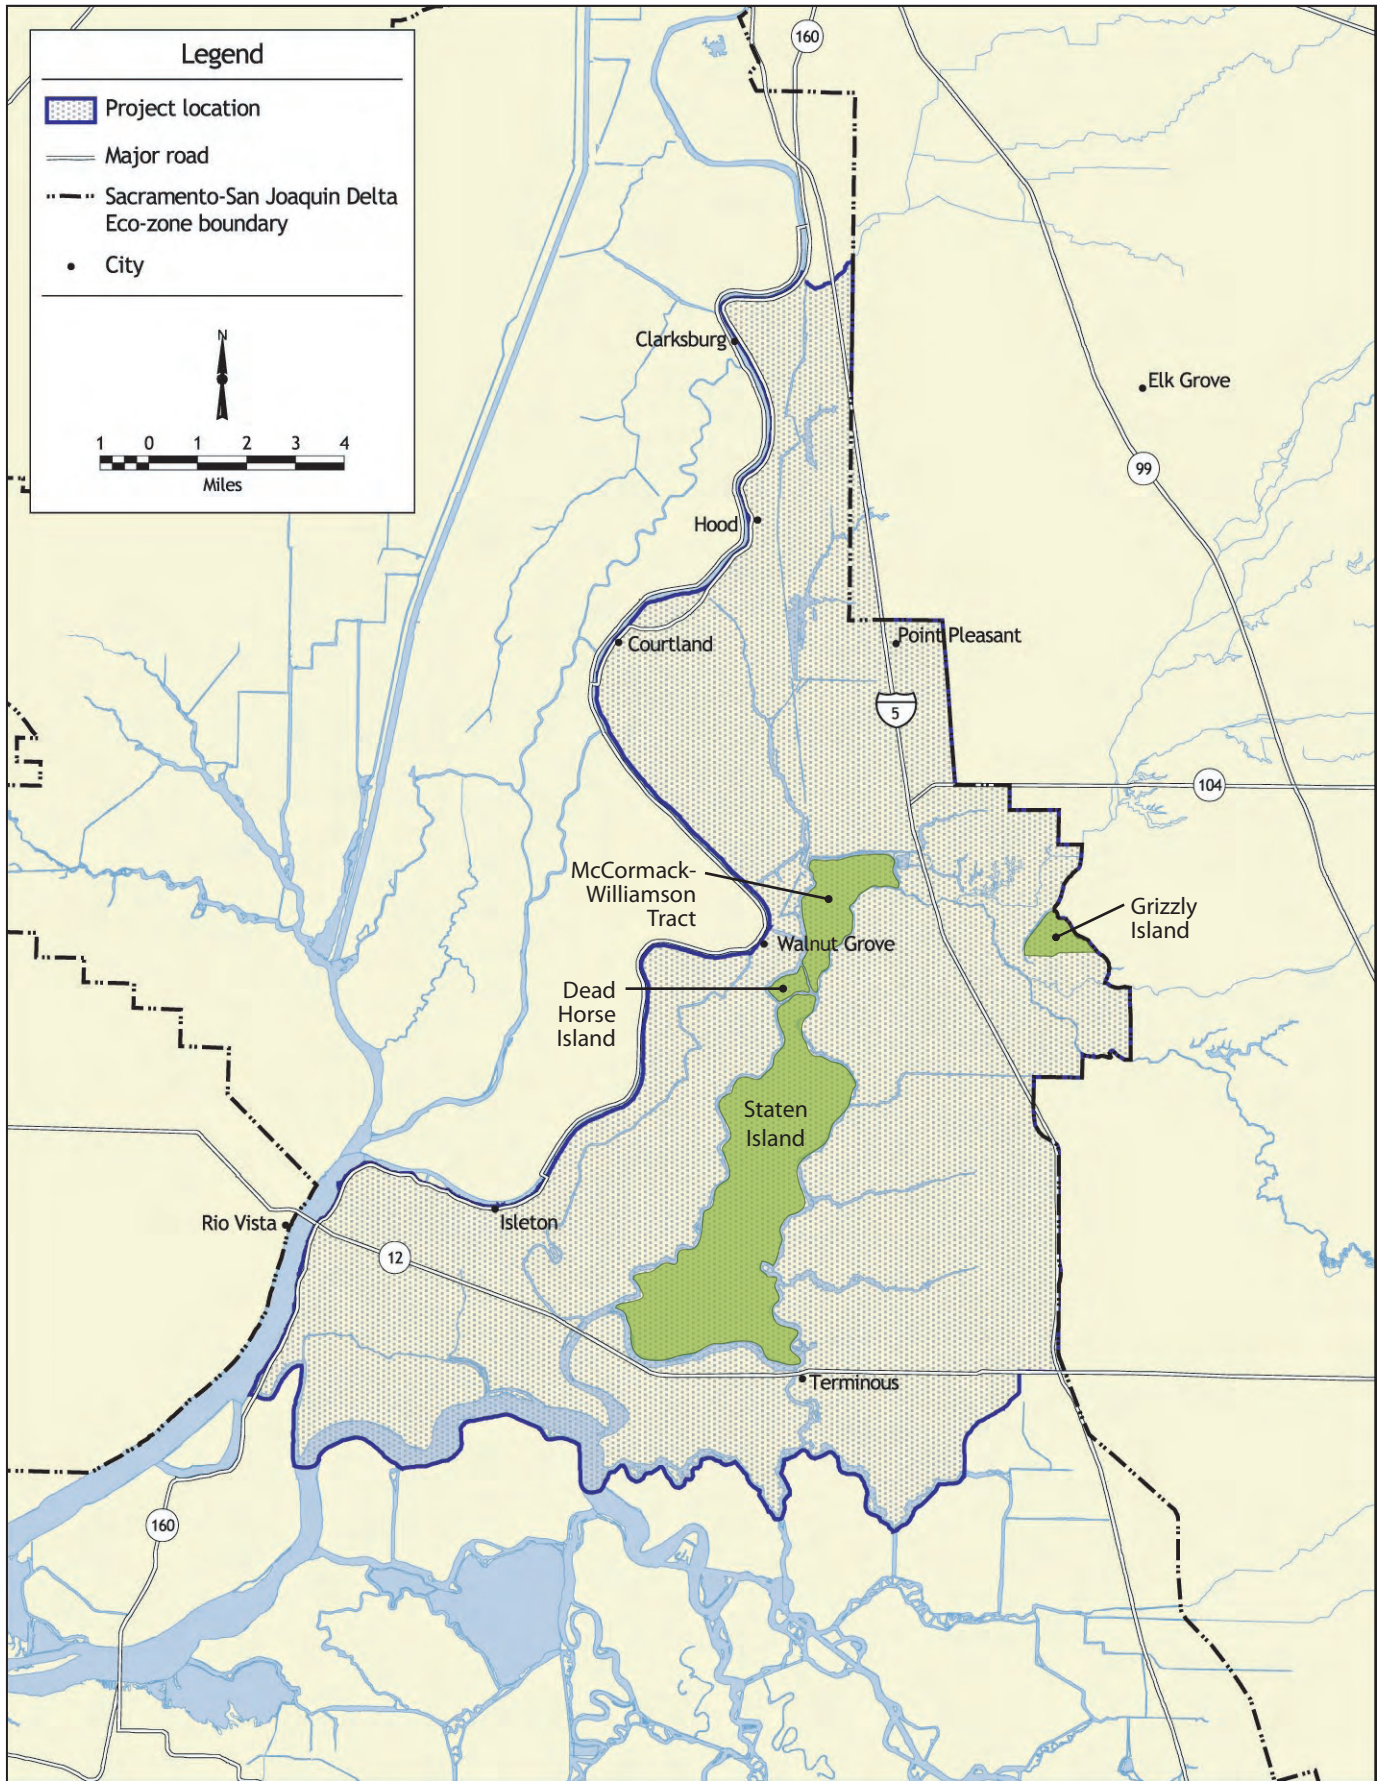 160
Legend
Project location
Major road
Sacramento-San Joaquin Delta
Eco-zone boundary
City
N
1 0 1 2 3 4
Miles
Clarksburg
Elk Grove
99
Hood
Courtland
Point Pleasant
5
104
McCormack-
Williamson
Tract
Grizzly
Island
Walnut Grove
Dead
Horse
Island
Staten
Island
Rio Vista
Isleton
12
Terminous
160